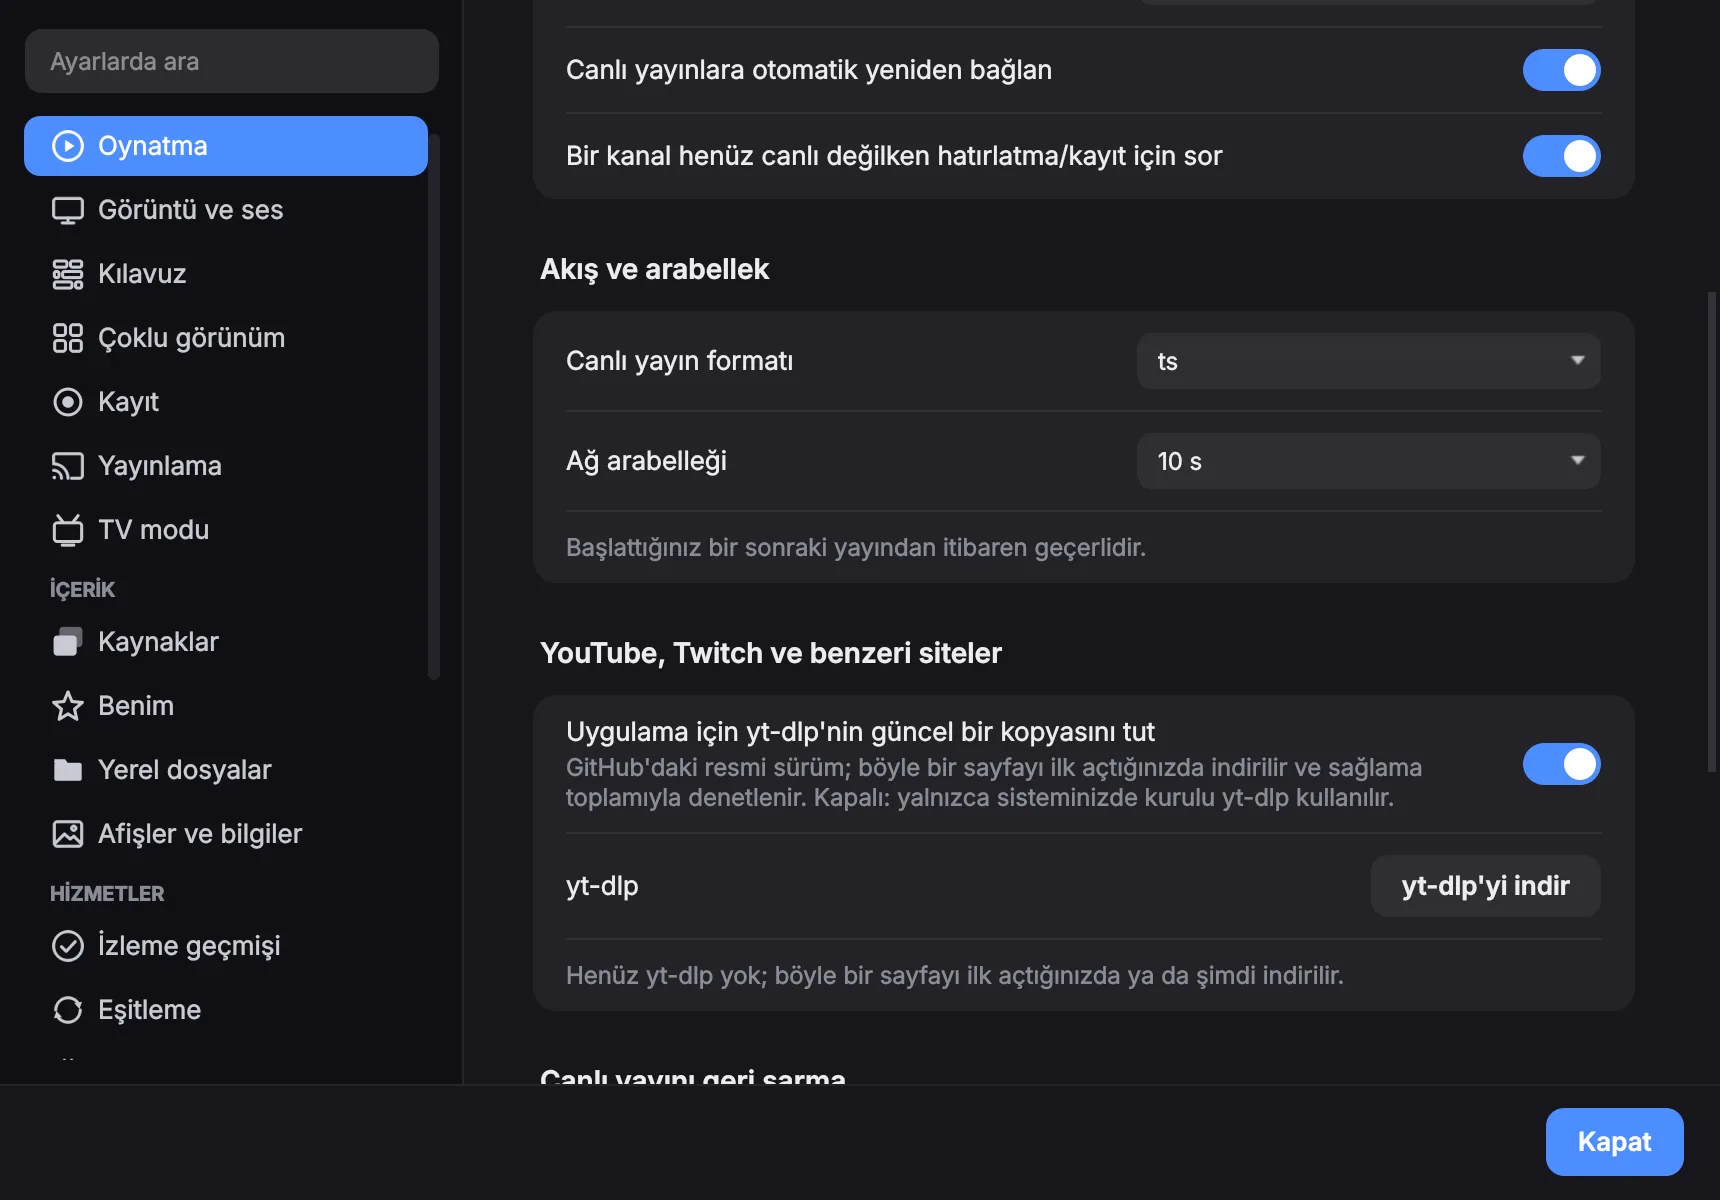 Ayarlarda ara
Oynatma
Görüntü ve ses
Kılavuz
Çoklu görünüm
Kayıt
Yayınlama
TV modu
İÇERİK
Kaynaklar
Benim
Yerel dosyalar
Afişler ve bilgiler
HİZMETLER
İzleme geçmişi
Eşitleme
Canlı yayınlara otomatik yeniden bağlan
Bir kanal henüz canlı değilken hatırlatma/kayıt için sor
Akış ve arabellek
Canlı yayın formatı
ts
Ağ arabelleği
10 s
Başlattığınız bir sonraki yayından itibaren geçerlidir.
YouTube, Twitch ve benzeri siteler
Uygulama için yt-dlp'nin güncel bir kopyasını tut
GitHub'daki resmi sürüm; böyle bir sayfayı ilk açtığınızda indirilir ve sağlama
toplamıyla denetlenir. Kapalı: yalnızca sisteminizde kurulu yt-dlp kullanılır.
yt-dlp
yt-dlp'yi indir
Henüz yt-dlp yok; böyle bir sayfayı ilk açtığınızda ya da şimdi indirilir.
Canlı yayını geri sarma
Kapat